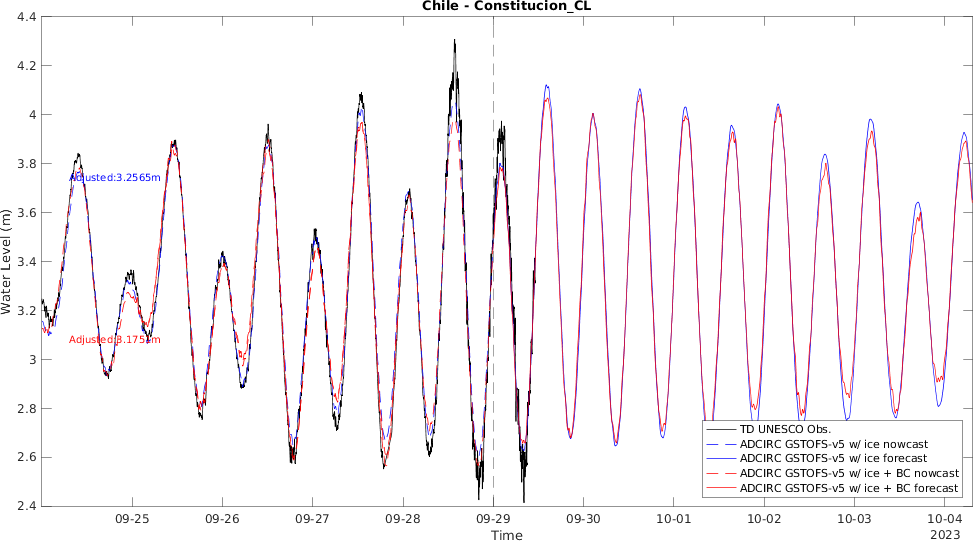 Chile - Constitucion_CL
4.4
4.2
4
3.8
3.6
3.4
3.2
3
2.8
2.6
2.4
Water Level (m)
Adjusted:3.2565m
Adjusted:3.1751m
TD UNESCO Obs.
ADCIRC GSTOFS-v5 w/ ice nowcast
ADCIRC GSTOFS-v5 w/ ice forecast
ADCIRC GSTOFS-v5 w/ ice + BC nowcast
ADCIRC GSTOFS-v5 w/ ice + BC forecast
09-25 09-26 09-27 09-28 09-29 09-30 10-01 10-02 10-03 10-04
Time
2023